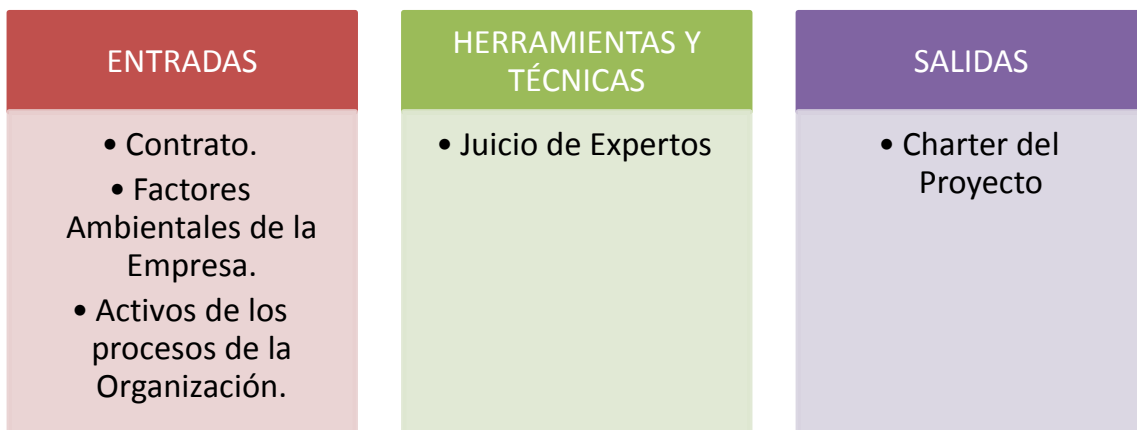 ENTRADAS
• Contrato.
• Factores
Ambientales de la
Empresa.
• Activos de los
procesos de la
Organización.
HERRAMIENTAS Y
TÉCNICAS
• Juicio de Expertos
SALIDAS
• Charter del
Proyecto